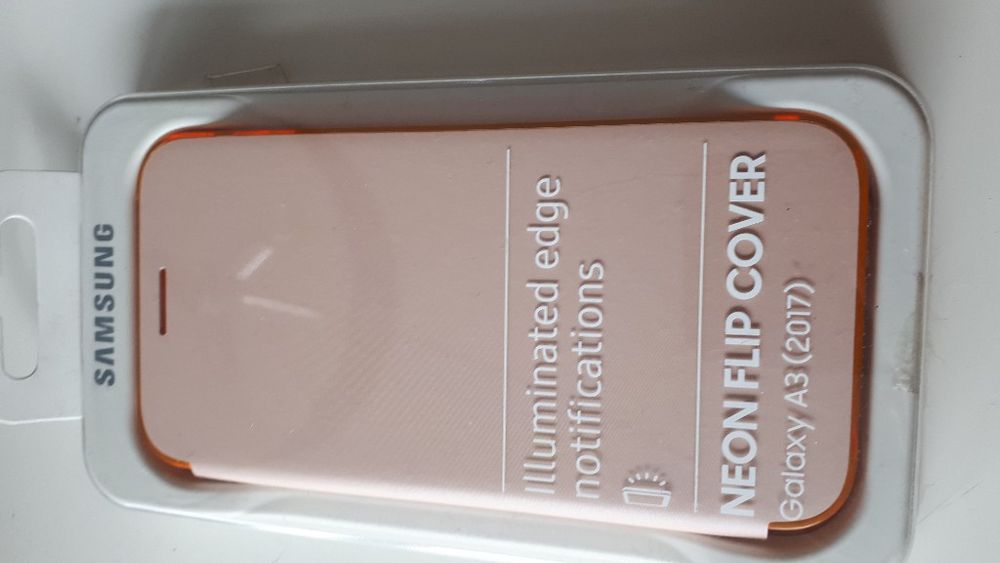 SAMSUNG
Illuminated edge
notifications
NEON FLIP COVER
Galaxy A3 (2017)